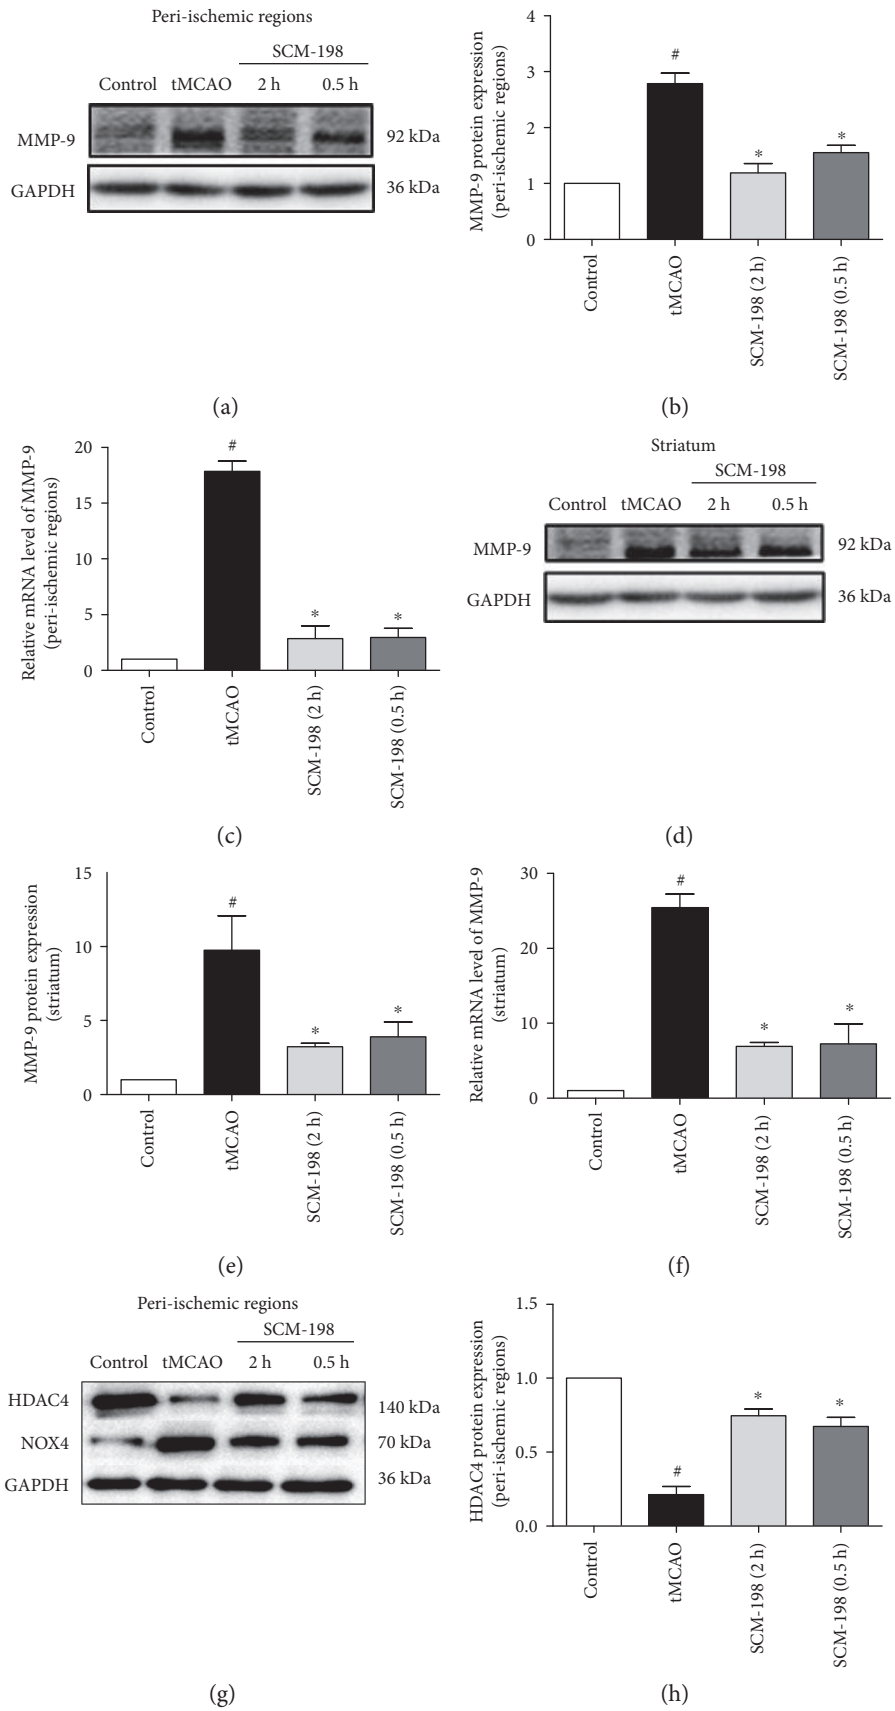 Peri-ischemic regions
SCM-198
Control tMCAO 2 h 0.5 h
MMP-9 92 kDa
GAPDH 36 kDa
(a)
MMP-9 protein expression
(peri-ischemic regions)
4
3
2
1
0
#
*
*
Control
tMCAO
SCM-198 (2 h)
SCM-198 (0.5 h)
(b)
Relative mRNA level of MMP-9
(peri-ischemic regions)
20
15
10
5
0
#
*
*
Control
tMCAO
SCM-198 (2 h)
SCM-198 (0.5 h)
(c)
Striatum
SCM-198
Control tMCAO 2 h 0.5 h
MMP-9 92 kDa
GAPDH 36 kDa
(d)
MMP-9 protein expression
(striatum)
15
10
5
0
#
*
*
Control
tMCAO
SCM-198 (2 h)
SCM-198 (0.5 h)
(e)
Relative mRNA level of MMP-9
(striatum)
30
20
10
0
#
*
*
Control
tMCAO
SCM-198 (2 h)
SCM-198 (0.5 h)
(f)
Peri-ischemic regions
SCM-198
Control tMCAO 2 h 0.5 h
HDAC4 140 kDa
NOX4 70 kDa
GAPDH 36 kDa
(g)
HDAC4 protein expression
(peri-ischemic regions)
1.5
1.0
0.5
0.0
#
*
*
Control
tMCAO
SCM-198 (2 h)
SCM-198 (0.5 h)
(h)